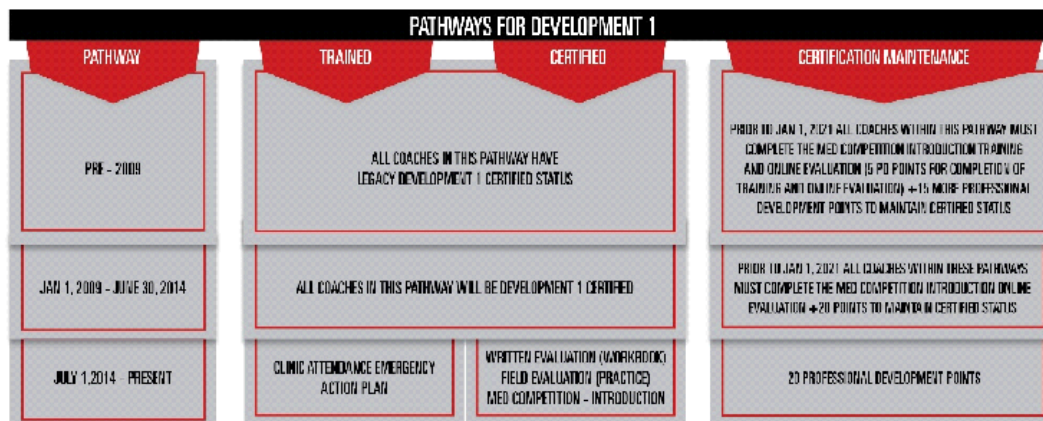 PATHWAYS FOR DEVELOPMENT 1
PATHWAY
TRAINED
CERTIFIED
CERTIFICATION MAINTENANCE
PRE - 2009
ALL COACHES IN THIS PATHWAY HAVE
LEGACY DEVELOPMENT 1 CERTIFIED STATUS
PRIOR TO JAN 1, 2021 ALL COACHES WITHIN THIS PATHWAY MUST
COMPLETE THE MED COMPETITION INTRODUCTION TRAINING
AND ONLINE EVALUATION (5 PD POINTS FOR COMPLETION OF
TRAINING AND ONLINE EVALUATION) +15 MORE PROFESSIONAL
DEVELOPMENT POINTS TO MAINTAIN CERTIFIED STATUS
JAN 1, 2009 - JUNE 30, 2014
ALL COACHES IN THIS PATHWAY WILL BE DEVELOPMENT 1 CERTIFIED
PRIOR TO JAN 1, 2021 ALL COACHES WITHIN THESE PATHWAYS
MUST COMPLETE THE MED COMPETITION INTRODUCTION ONLINE
EVALUATION +20 POINTS TO MAINTAIN CERTIFIED STATUS
JULY 1,2014 - PRESENT
CLINIC ATTENDANCE EMERGENCY
ACTION PLAN
WRITTEN EVALUATION (WORKBOOK)
FIELD EVALUATION (PRACTICE)
MED COMPETITION - INTRODUCTION
20 PROFESSIONAL DEVELOPMENT POINTS